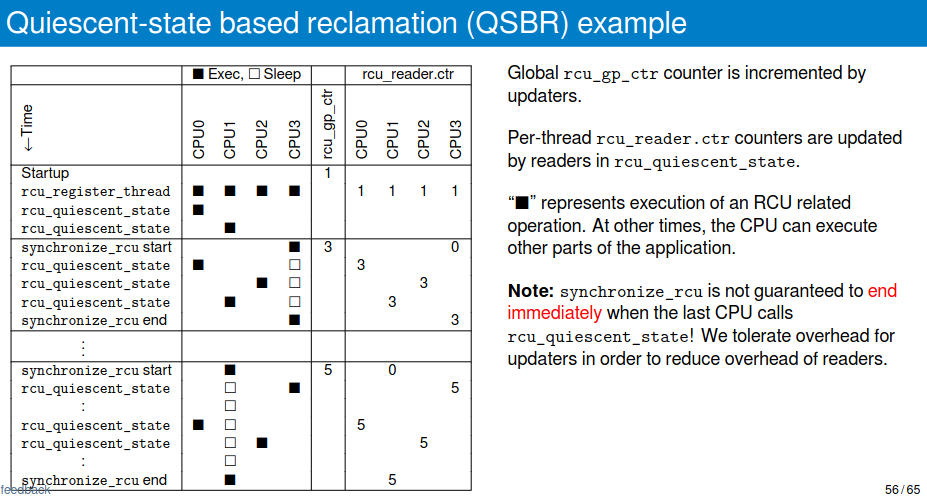 Quiescent-state based reclamation (QSBR) example
■ Exec, □ Sleep rcu_reader.ctr
←Time CPU0 CPU1 CPU2 CPU3 rcu_gp_ctr CPU0 CPU1 CPU2 CPU3
Startup 1
rcu_register_thread ■ ■ ■ ■ 1 1 1 1
rcu_quiescent_state ■
rcu_quiescent_state ■
synchronize_rcu start ■ 3 0
rcu_quiescent_state ■ □ 3
rcu_quiescent_state ■ □ 3
rcu_quiescent_state ■ □ 3
synchronize_rcu end ■ 3
⋮
synchronize_rcu start ■ 5 0
rcu_quiescent_state □ ■ 5
: □
rcu_quiescent_state ■ □ 5
rcu_quiescent_state □ ■ 5
: □
synchronize_rcu end ■ 5
Global rcu_gp_ctr counter is incremented by
updaters.
Per-thread rcu_reader.ctr counters are updated
by readers in rcu_quiescent_state.
“■” represents execution of an RCU related
operation. At other times, the CPU can execute
other parts of the application.
Note: synchronize_rcu is not guaranteed to end
immediately when the last CPU calls
rcu_quiescent_state! We tolerate overhead for
updaters in order to reduce overhead of readers.
feedback
56 / 65